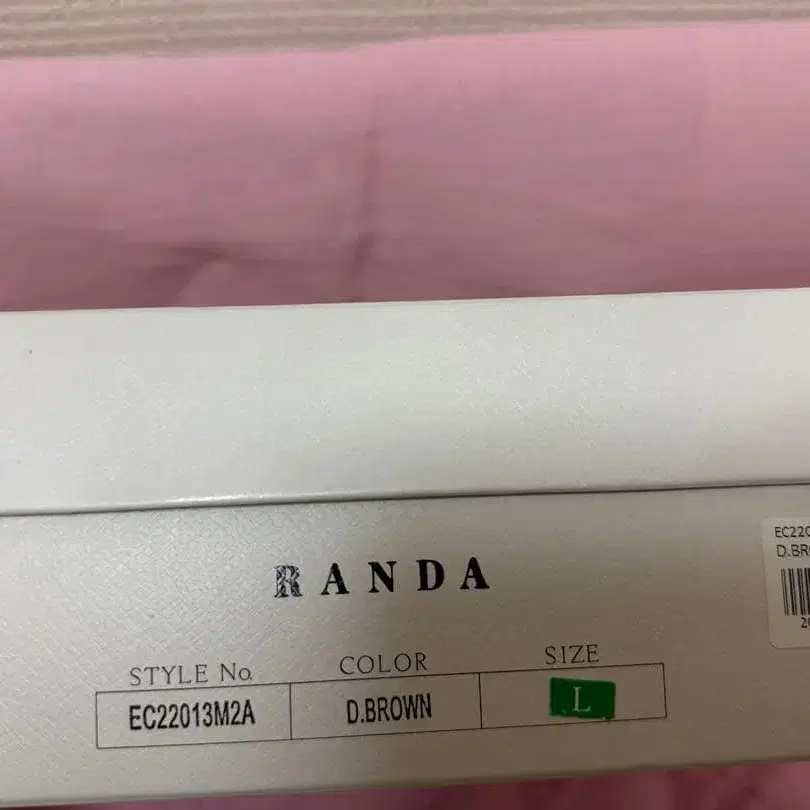 RANDA
STYLE No. COLOR SIZE
EC22013M2A D.BROWN L